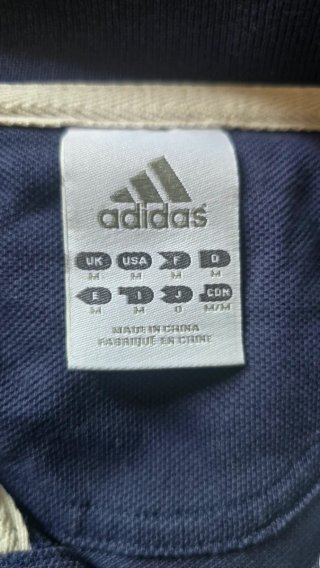 adidas
UK USA F D
M M M M
E I J CDN
M M O M/M
MADE IN CHINA
FABRIQUÉ EN CHINE